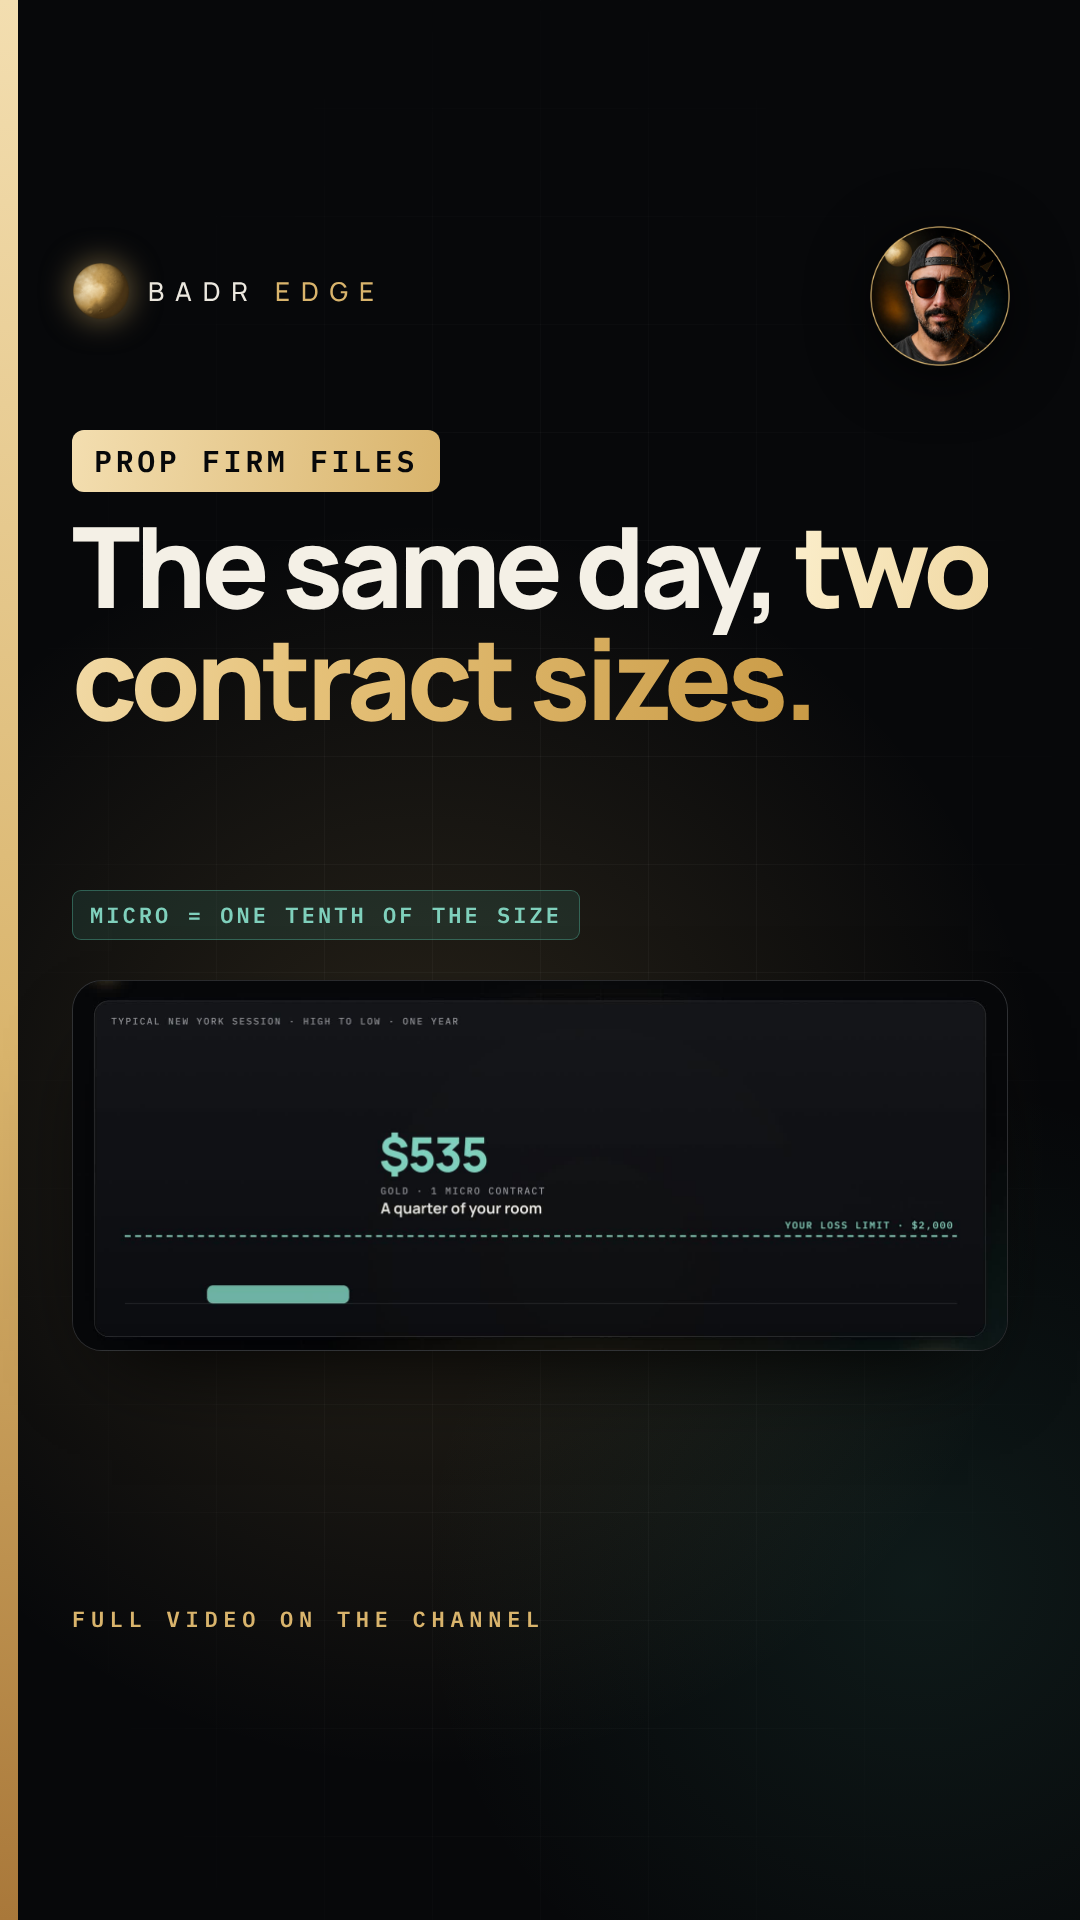 BADR EDGE
PROP FIRM FILES
The same day, two
contract sizes.
MICRO = ONE TENTH OF THE SIZE
TYPICAL NEW YORK SESSION · HIGH TO LOW · ONE YEAR
$535
GOLD · 1 MICRO CONTRACT
A quarter of your room
YOUR LOSS LIMIT · $2,000
FULL VIDEO ON THE CHANNEL